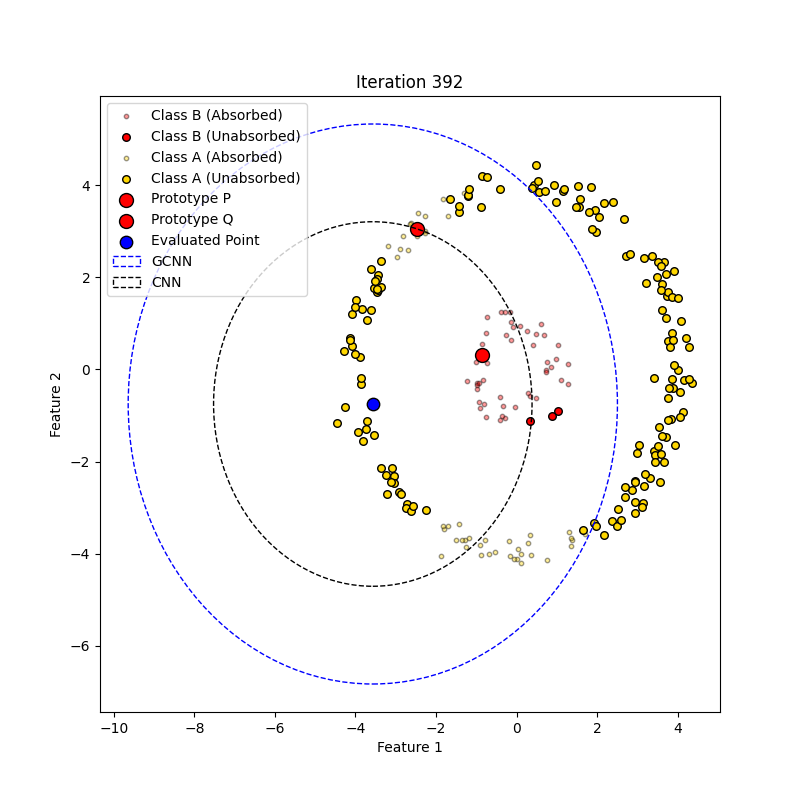 Iteration 392
Class B (Absorbed)
Class B (Unabsorbed)
Class A (Absorbed)
Class A (Unabsorbed)
Prototype P
Prototype Q
Evaluated Point
GCNN
CNN
4
2
0
−2
−4
−6
Feature 2
−10 −8 −6 −4 −2 0 2 4
Feature 1